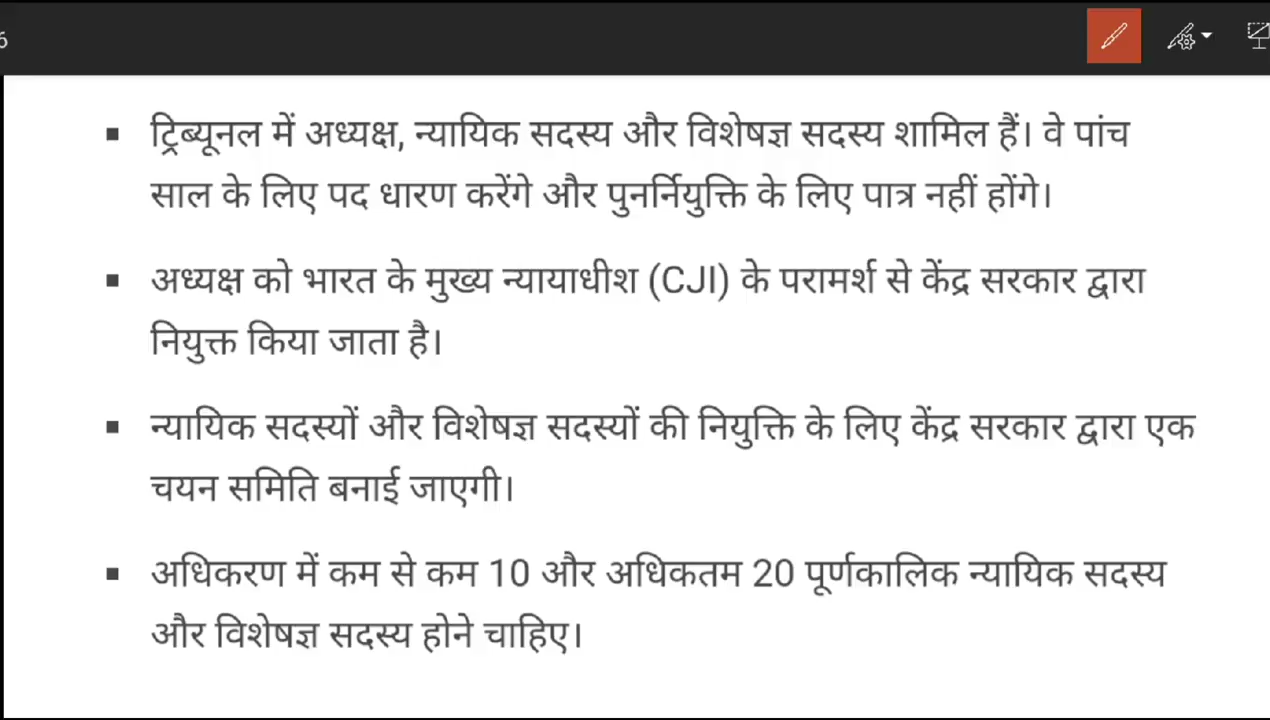 6
▪ ट्रिब्यूनल में अध्यक्ष, न्यायिक सदस्य और विशेषज्ञ सदस्य शामिल हैं। वे पांच
साल के लिए पद धारण करेंगे और पुनर्नियुक्ति के लिए पात्र नहीं होंगे।
▪ अध्यक्ष को भारत के मुख्य न्यायाधीश (CJI) के परामर्श से केंद्र सरकार द्वारा
नियुक्त किया जाता है।
▪ न्यायिक सदस्यों और विशेषज्ञ सदस्यों की नियुक्ति के लिए केंद्र सरकार द्वारा एक
चयन समिति बनाई जाएगी।
▪ अधिकरण में कम से कम 10 और अधिकतम 20 पूर्णकालिक न्यायिक सदस्य
और विशेषज्ञ सदस्य होने चाहिए।